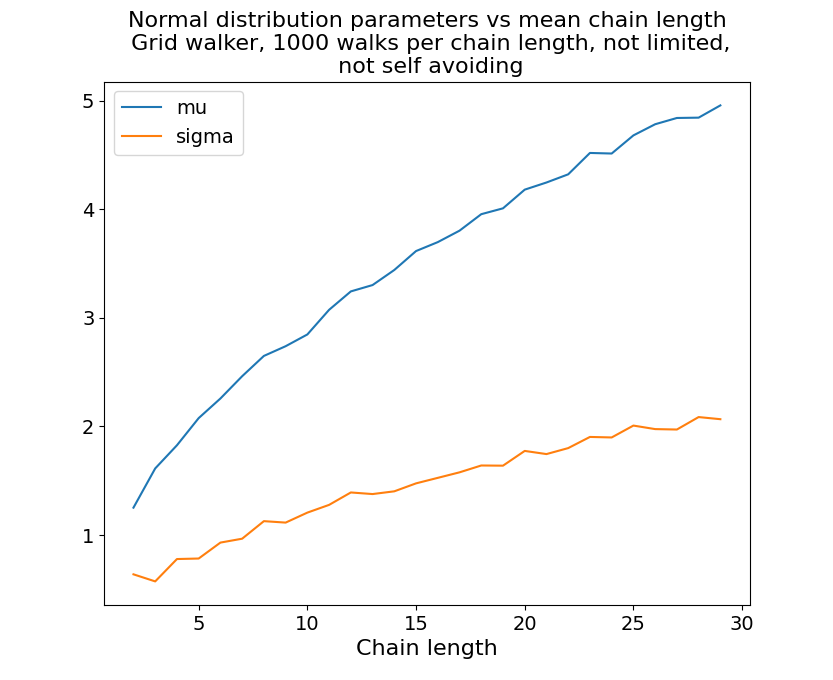 Normal distribution parameters vs mean chain length
Grid walker, 1000 walks per chain length, not limited,
not self avoiding
mu
sigma
5
4
3
2
1
5 10 15 20 25 30
Chain length